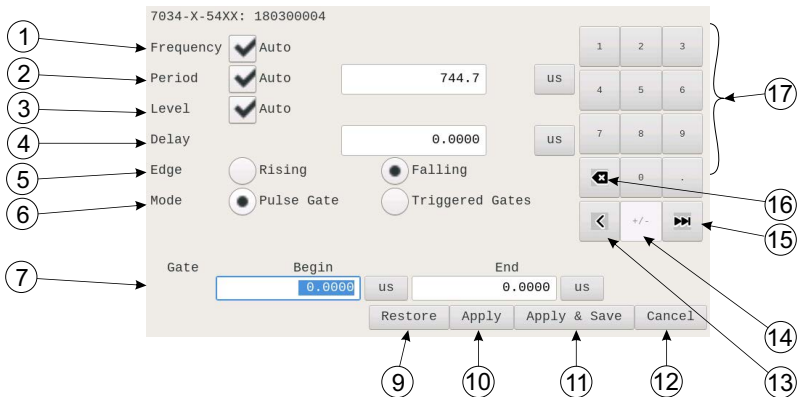 7034-X-54XX: 180300004
1
Frequency Auto
1 2 3
2
Period Auto 744.7 us
3
Level Auto
4 5 6
17
4
Delay 0.0000 us
7 8 9
5
Edge Rising Falling
0 .
6
Mode Pulse Gate Triggered Gates
16
+/-
15
Gate Begin End
7
0.0000 us 0.0000 us
Restore Apply Apply & Save Cancel
14
9 10 11 12 13